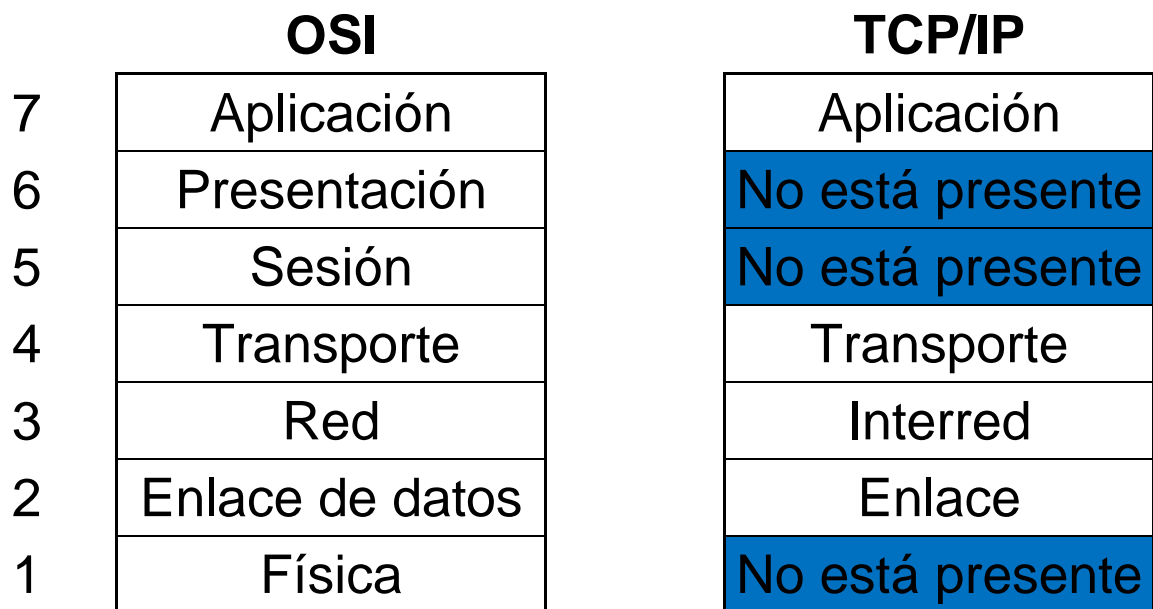 OSI TCP/IP
7 Aplicación Aplicación
6 Presentación No está presente
5 Sesión No está presente
4 Transporte Transporte
3 Red Interred
2 Enlace de datos Enlace
1 Física No está presente